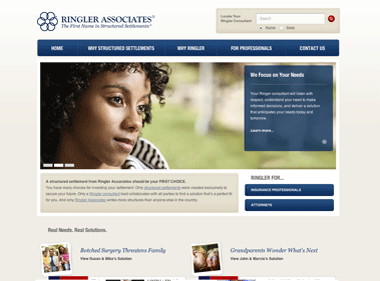 RINGLER ASSOCIATES®
The First Name in Structured Settlements®
Locate Your
Ringler Consultant
Search
Name
State
HOME
WHY STRUCTURED SETTLEMENTS
WHY RINGLER
FOR PROFESSIONALS
CONTACT US
We Focus on Your Needs
Your Ringler consultant will listen with
respect, understand your need to make
informed decisions, and deliver a solution
that anticipates your needs today and
tomorrow.
Learn more...
A structured settlement from Ringler Associates should be your FIRST CHOICE.
You have many choices for investing your settlement. Only structured settlements were created exclusively to
secure your future. Only a Ringler consultant best collaborates with all parties to find a solution that's a perfect fit
for you. And only Ringler Associates writes more structures than anyone else in the country.
RINGLER FOR...
INSURANCE PROFESSIONALS
ATTORNEYS
Real Needs. Real Solutions.
Botched Surgery Threatens Family
View Susan & Mike's Solution
Grandparents Wonder What's Next
View John & Marcia's Solution